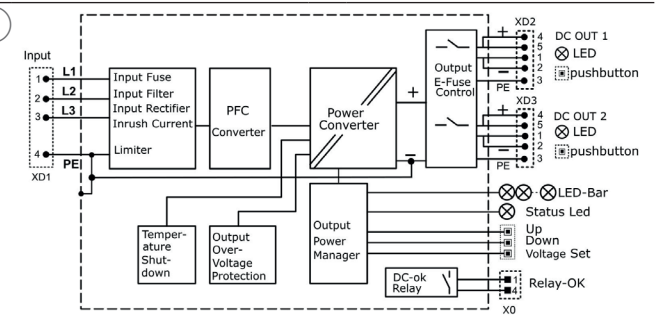 Input
1
L1
2
L2
3
L3
4
PE
XD1
Input Fuse
Input Filter
Input Rectifier
Inrush Current
Limiter
PFC
Converter
Power
Converter
+
−
Output
E-Fuse
Control
XD2
+
−
PE
4
5
1
2
3
DC OUT 1
LED
pushbutton
XD3
+
−
PE
4
5
1
2
3
DC OUT 2
LED
pushbutton
Temper-
ature
Shut-
down
Output
Over-
Voltage
Protection
Output
Power
Manager
LED-Bar
Status Led
Up
Down
Voltage Set
DC-ok
Relay
1
4
Relay-OK
X0